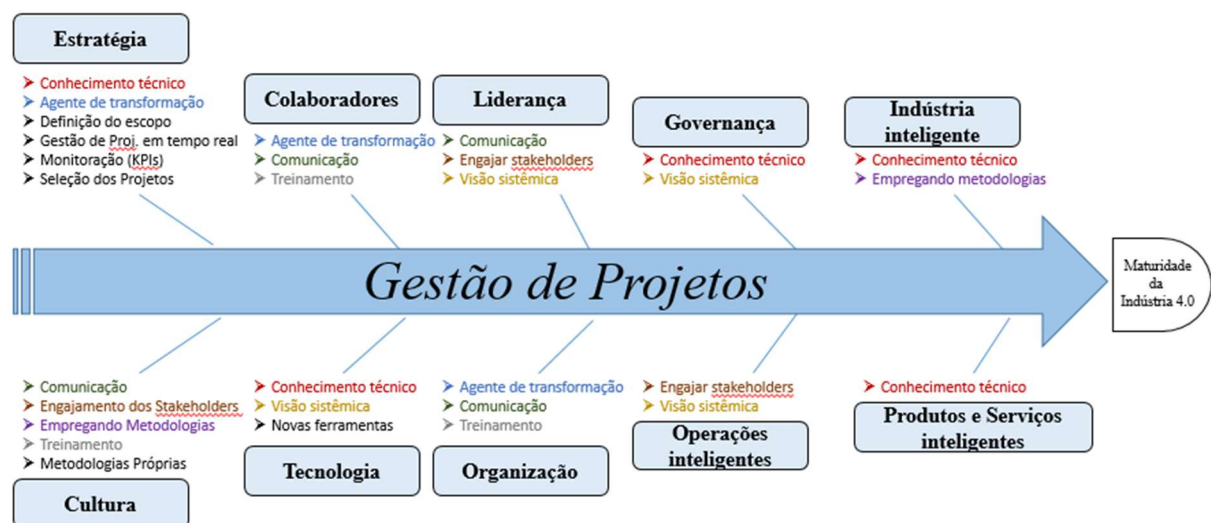 Estratégia
Conhecimento técnico
Agente de transformação
Definição do escopo
Gestão de Proj. em tempo real
Monitoração (KPIs)
Seleção dos Projetos
Colaboradores
Agente de transformação
Comunicação
Treinamento
Liderança
Comunicação
Engajar stakeholders
Visão sistêmica
Governança
Conhecimento técnico
Visão sistêmica
Indústria
inteligente
Conhecimento técnico
Empregando metodologias
Gestão de Projetos
Maturidade
da
Indústria 4.0
Comunicação
Engajamento dos Stakeholders
Empregando Metodologias
Treinamento
Metodologias Próprias
Cultura
Conhecimento técnico
Visão sistêmica
Novas ferramentas
Tecnologia
Agente de transformação
Comunicação
Treinamento
Organização
Engajar stakeholders
Visão sistêmica
Operações
inteligentes
Conhecimento técnico
Produtos e Serviços
inteligentes